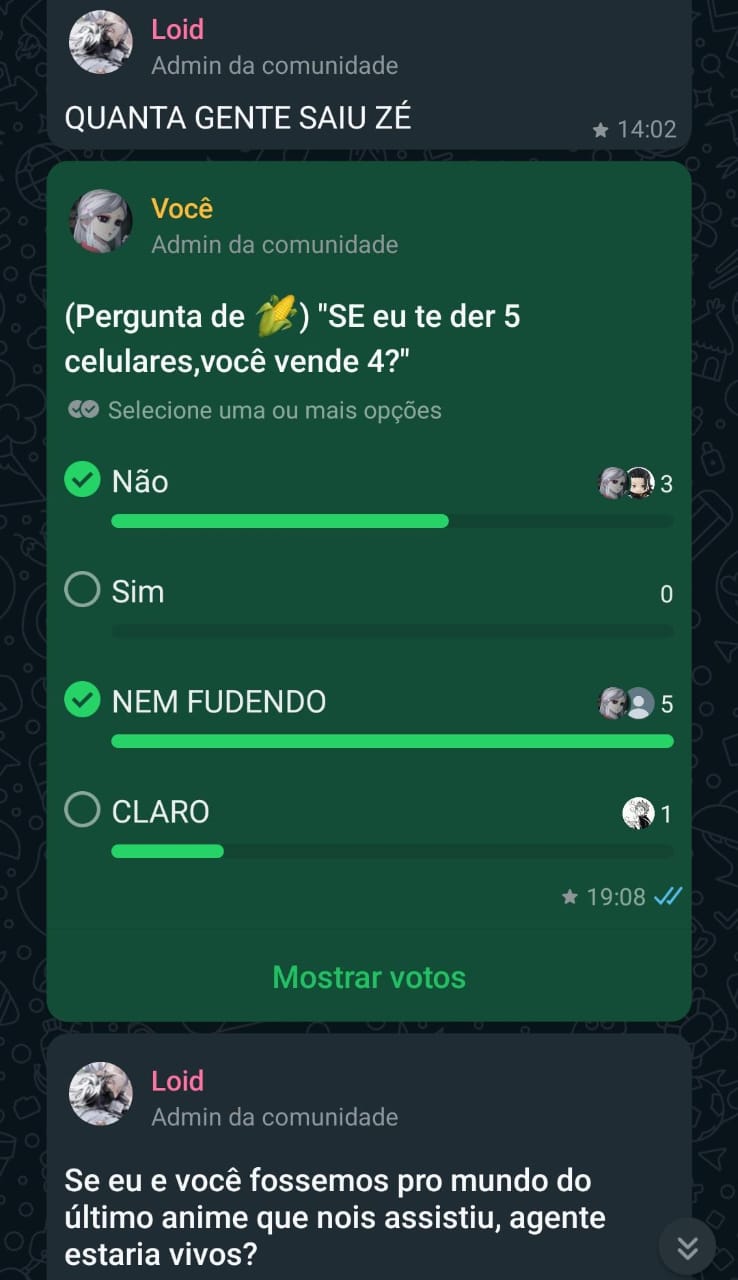 Loid
Admin da comunidade
QUANTA GENTE SAIU ZÉ
★ 14:02
Você
Admin da comunidade
(Pergunta de 🌽) "SE eu te der 5
celulares,você vende 4?"
Selecione uma ou mais opções
Não 3
Sim 0
NEM FUDENDO 5
CLARO 1
★ 19:08
Mostrar votos
Loid
Admin da comunidade
Se eu e você fossemos pro mundo do
último anime que nois assistiu, agente
estaria vivos?